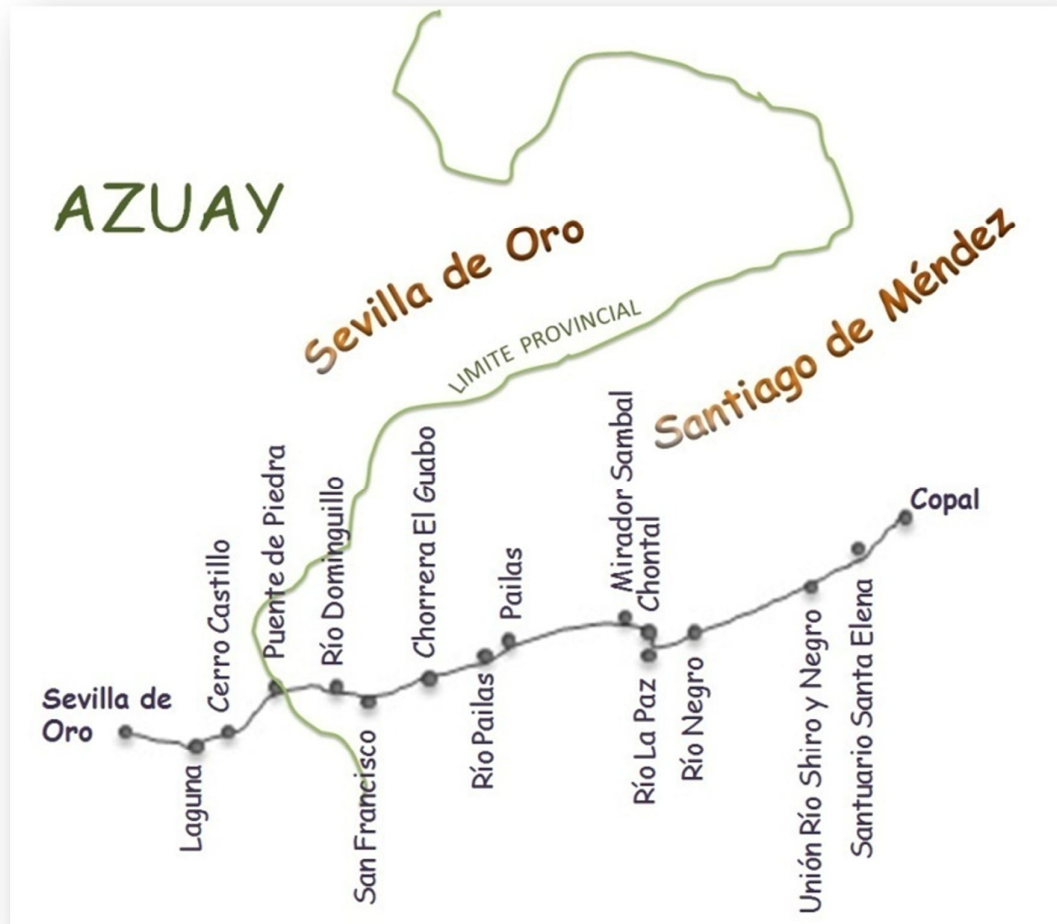 AZUAY
Sevilla de Oro
LIMITE PROVINCIAL
Santiago de Méndez
Sevilla de
Oro
Laguna
Cerro Castillo
Puente de Piedra
Río Dominguillo
San Francisco
Chorrera El Guabo
Río Pailas
Pailas
Mirador Sambal
Chontal
Río La Paz
Río Negro
Unión Río Shiro y Negro
Santuario Santa Elena
Copal